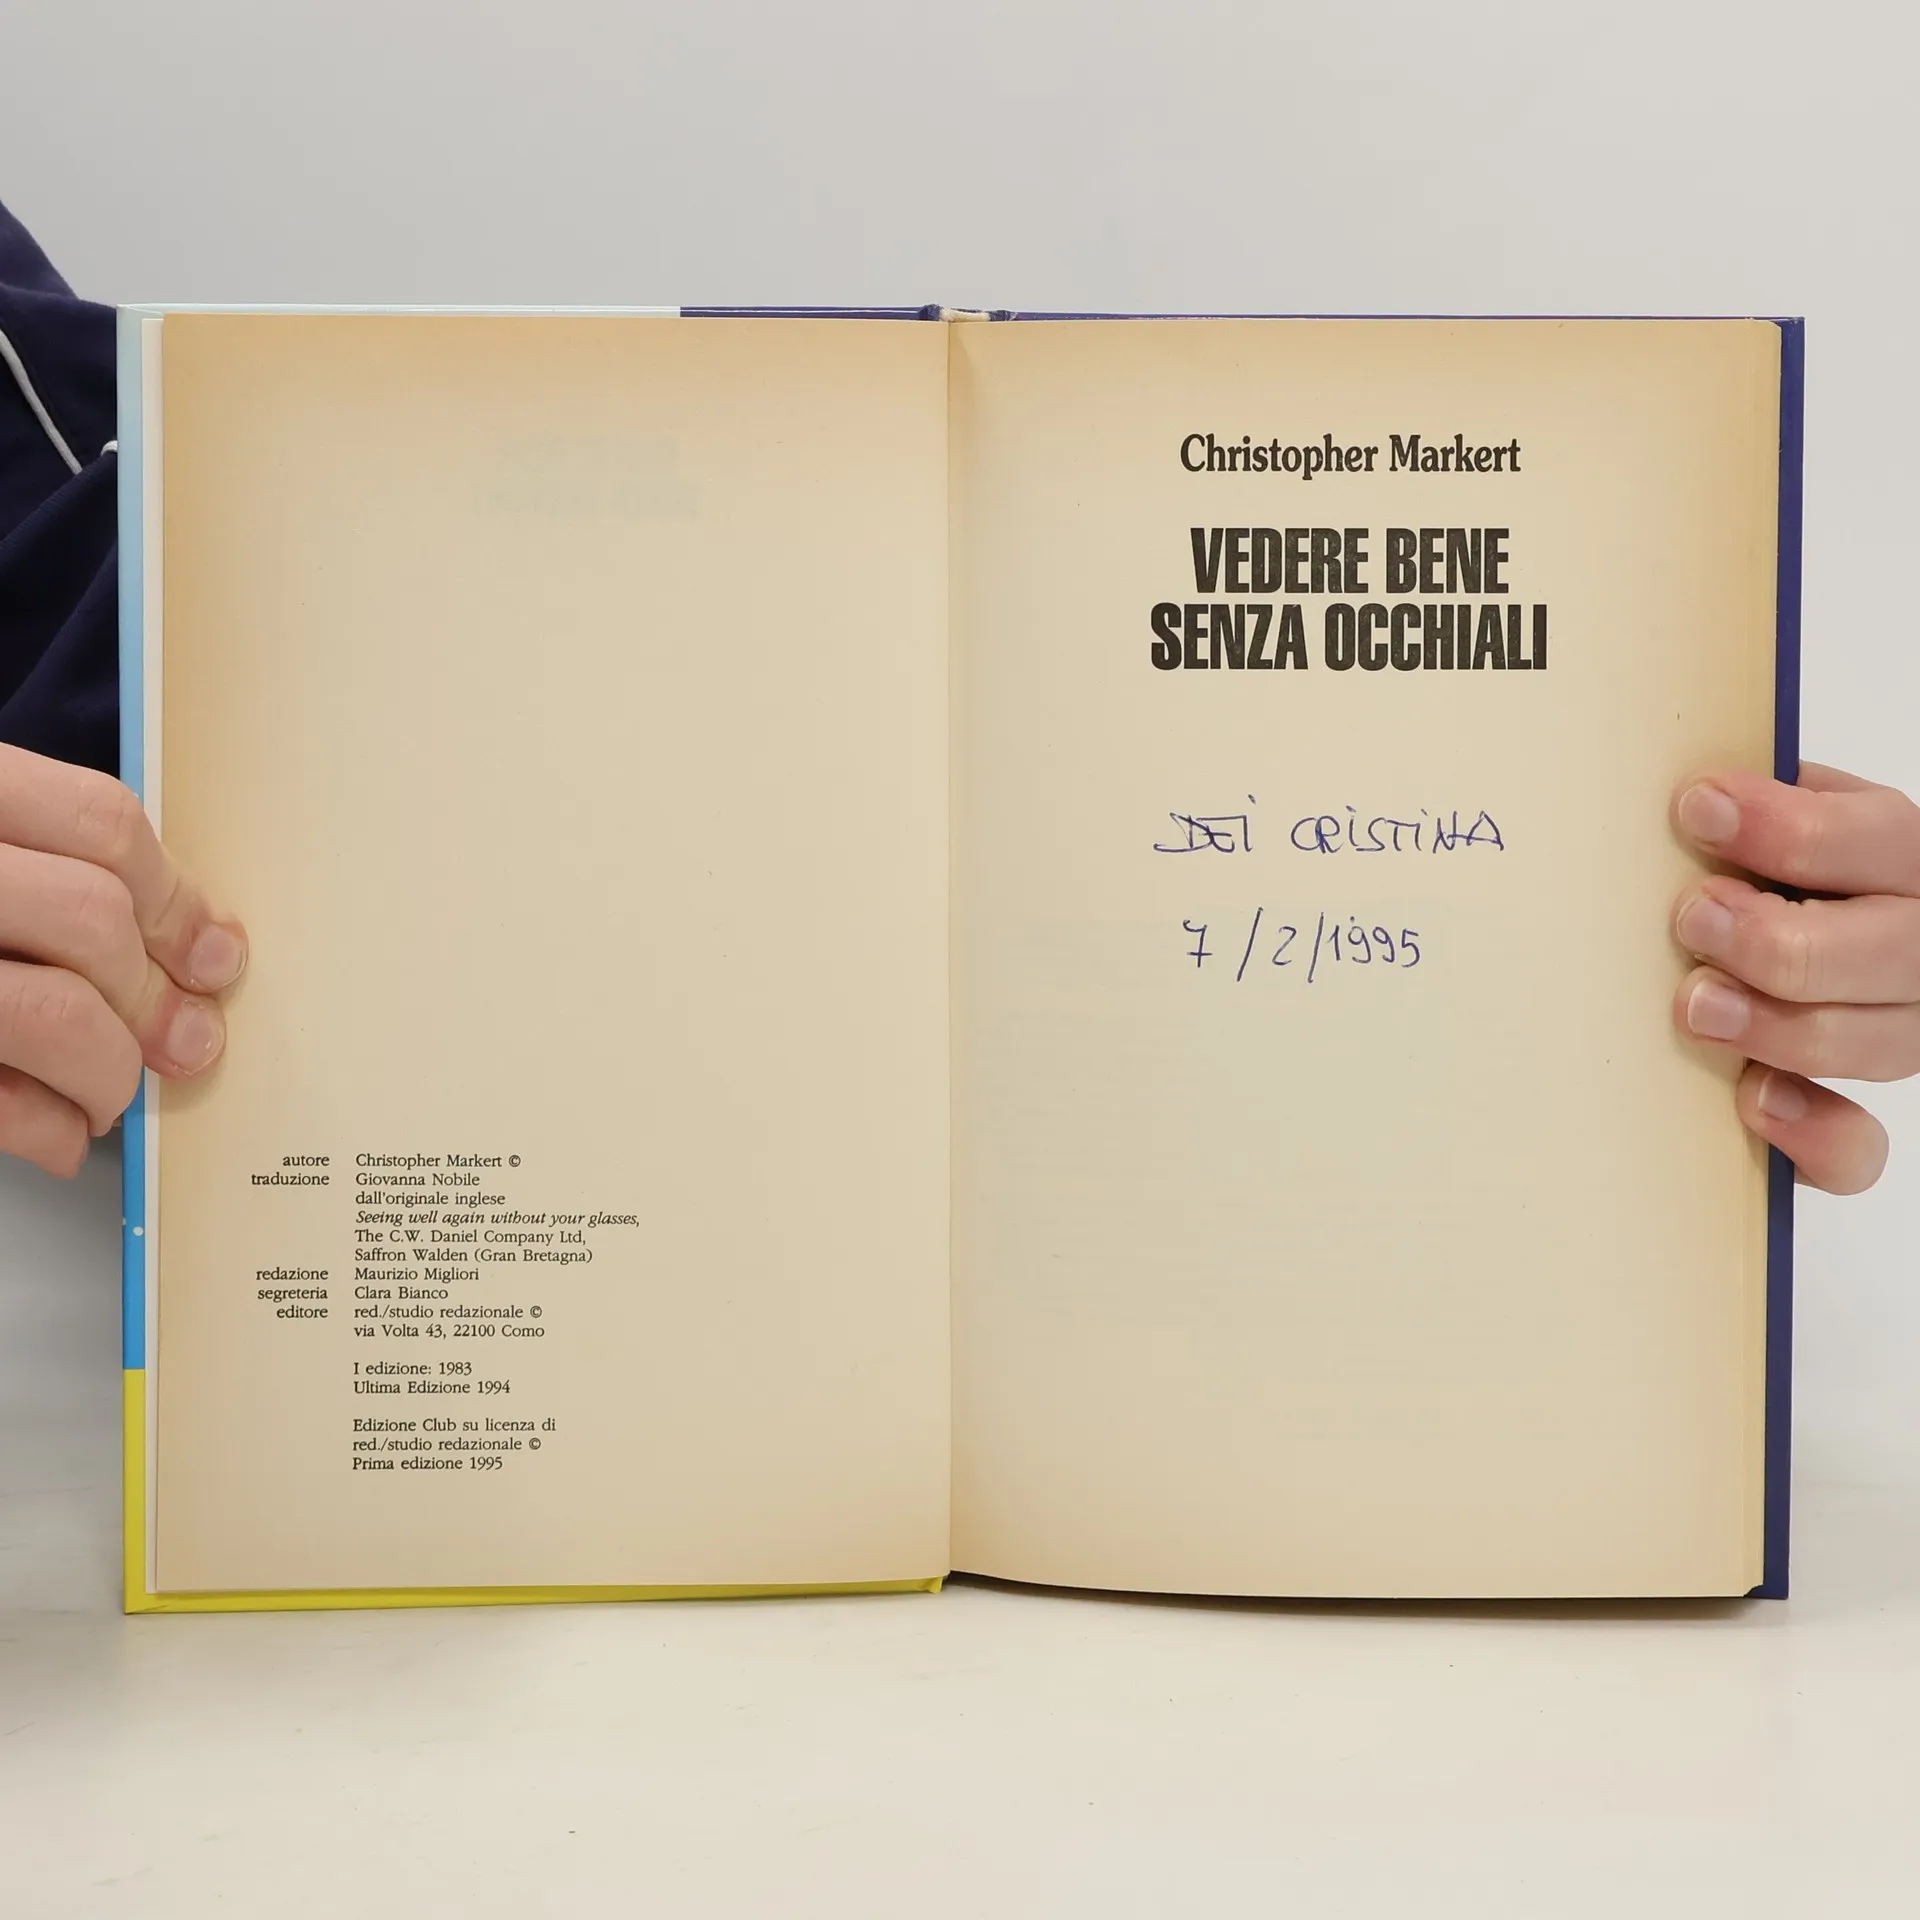 autore Christopher Markert ©
traduzione Giovanna Nobile
dall'originale inglese
Seeing well again without your glasses,
The C.W. Daniel Company Ltd,
Saffron Walden (Gran Bretagna)
redazione Maurizio Migliori
segreteria Clara Bianco
editore red./studio redazionale ©
via Volta 43, 22100 Como
I edizione: 1983
Ultima Edizione 1994
Edizione Club su licenza di
red./studio redazionale ©
Prima edizione 1995
Christopher Markert
VEDERE BENE
SENZA OCCHIALI
DEI CRISTINA
7/2/1995